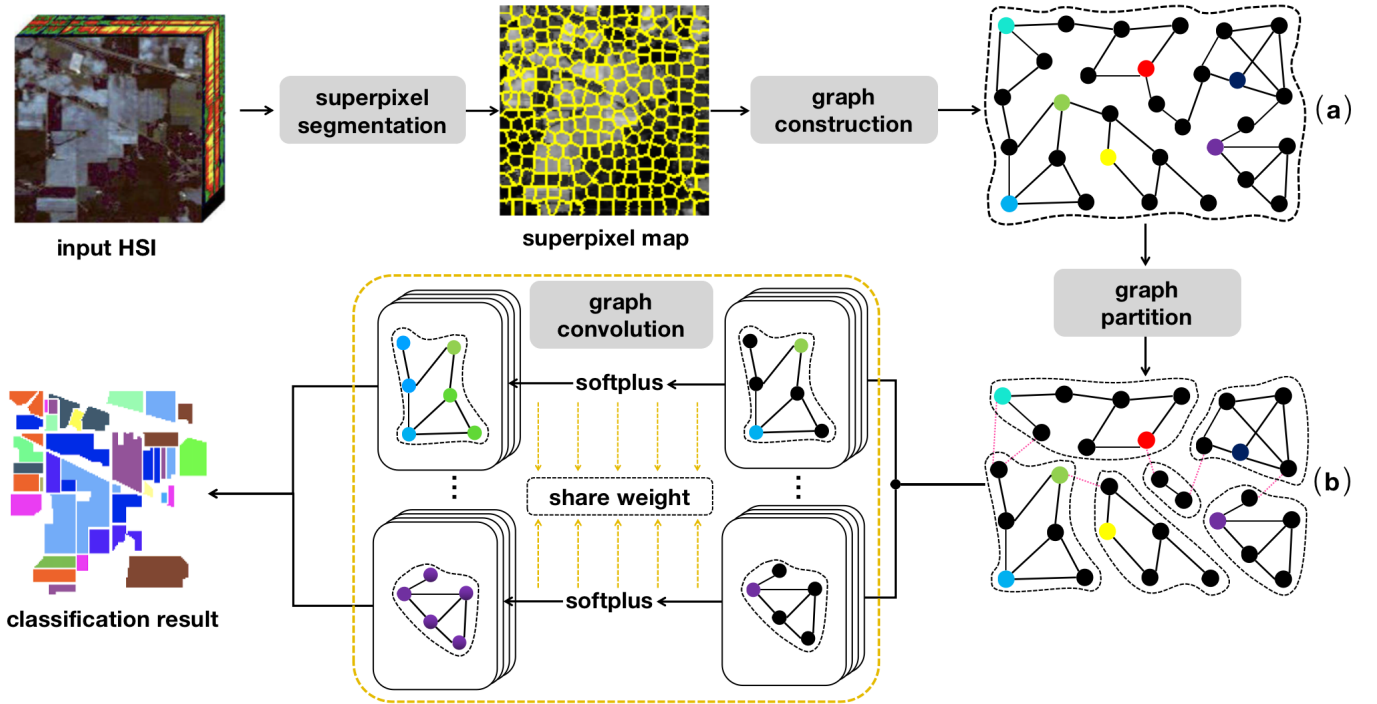 superpixel
segmentation
graph
construction
(a)
input HSI
superpixel map
graph
partition
graph
convolution
softplus
share weight
(b)
softplus
classification result